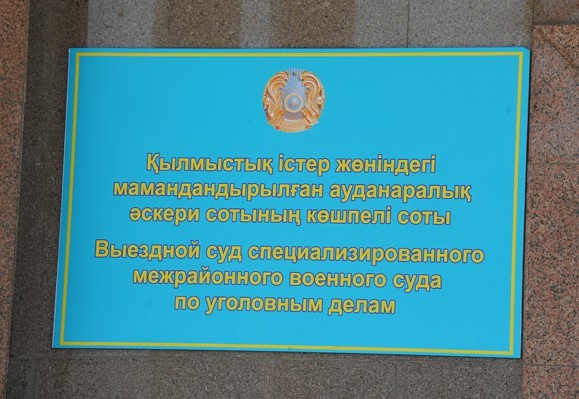 Қылмыстық істер жөніндегі
мамандандырылған ауданаралық
әскери сотының көшпелі соты
Выездной суд специализированного
межрайонного военного суда
по уголовным делам